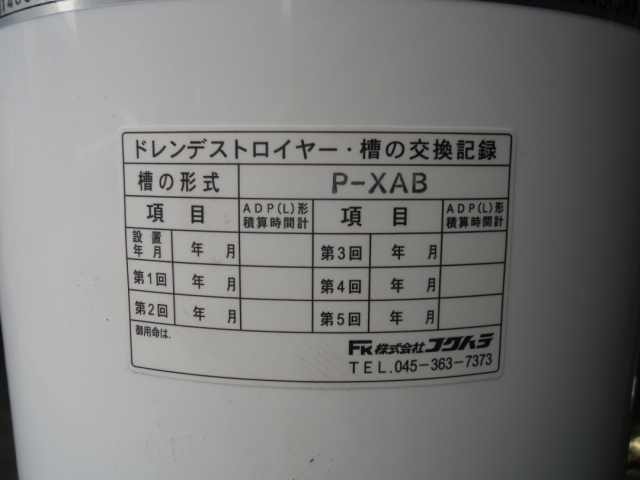 ドレンデストロイヤー・槽の交換記録
槽の形式 P-XAB
項目 ADP(L)形積算時間計 項目 ADP(L)形積算時間計
設置年月 年 月 第3回 年 月
第1回 年 月 第4回 年 月
第2回 年 月 第5回 年 月
御用命は.
FK 株式会社フクハラ
TEL.045-363-7373